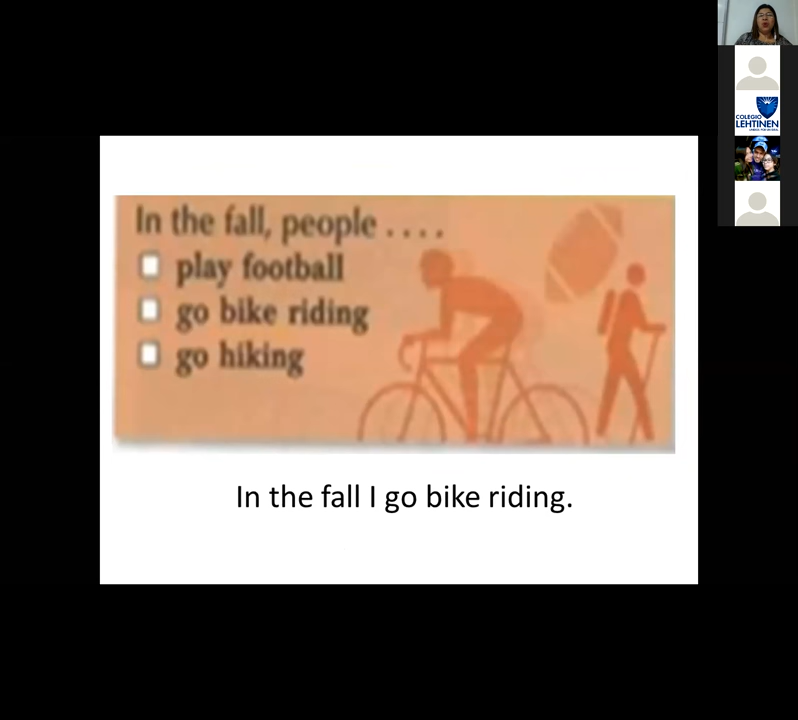 In the fall, people ....
play football
go bike riding
go hiking
In the fall I go bike riding.
COLEGIO
LEHTINEN